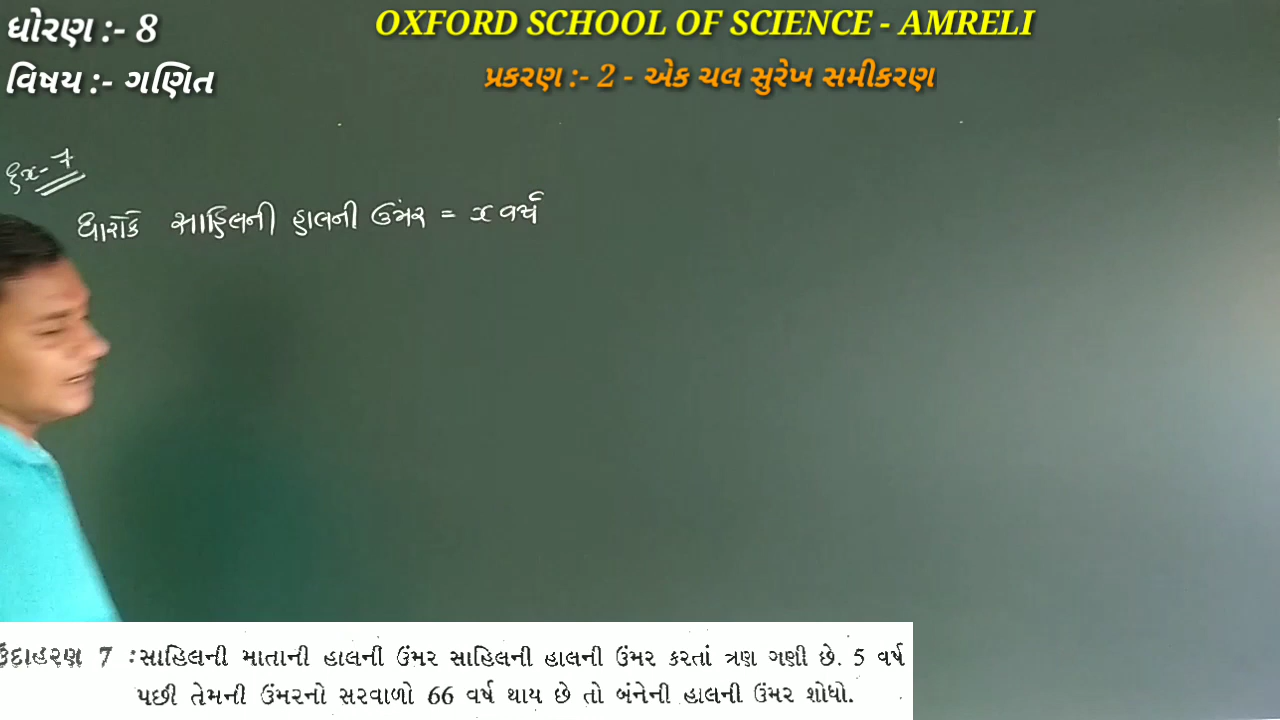 ધોરણ :- 8
OXFORD SCHOOL OF SCIENCE - AMRELI
વિષય :- ગણિત
પ્રકરણ :- 2 - એક ચલ સુરેખ સમીકરણ
Ex-7
ધારોકે સાહિલની હાલની ઉંમર = x વર્ષ
ઉદાહરણ 7 : સાહિલની માતાની હાલની ઉંમર સાહિલની હાલની ઉંમર કરતાં ત્રણ ગણી છે. 5 વર્ષ
પછી તેમની ઉંમરનો સરવાળો 66 વર્ષ થાય છે તો બંનેની હાલની ઉંમર શોધો.